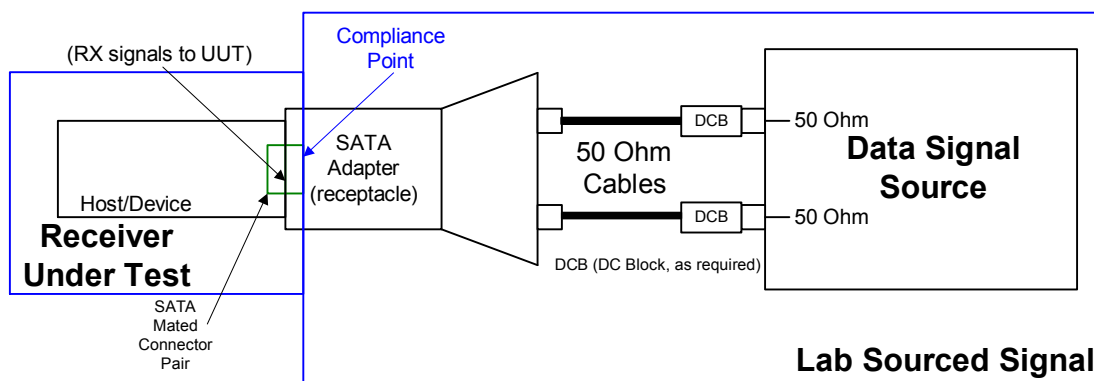 (RX signals to UUT)
Compliance
Point
SATA
Adapter
(receptacle)
Host/Device
Receiver
Under Test
SATA
Mated
Connector
Pair
50 Ohm
Cables
DCB
DCB
DCB (DC Block, as required)
50 Ohm
Data Signal
Source
50 Ohm
Lab Sourced Signal